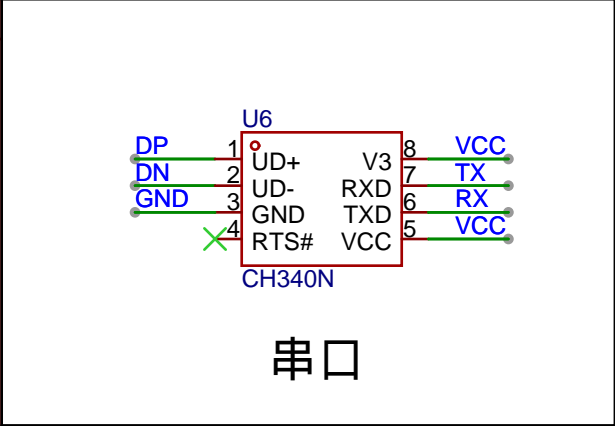 U6
DP 1 UD+ V3 8 VCC
DN 2 UD- RXD 7 TX
GND 3 GND TXD 6 RX
4 RTS# VCC 5 VCC
CH340N
串口